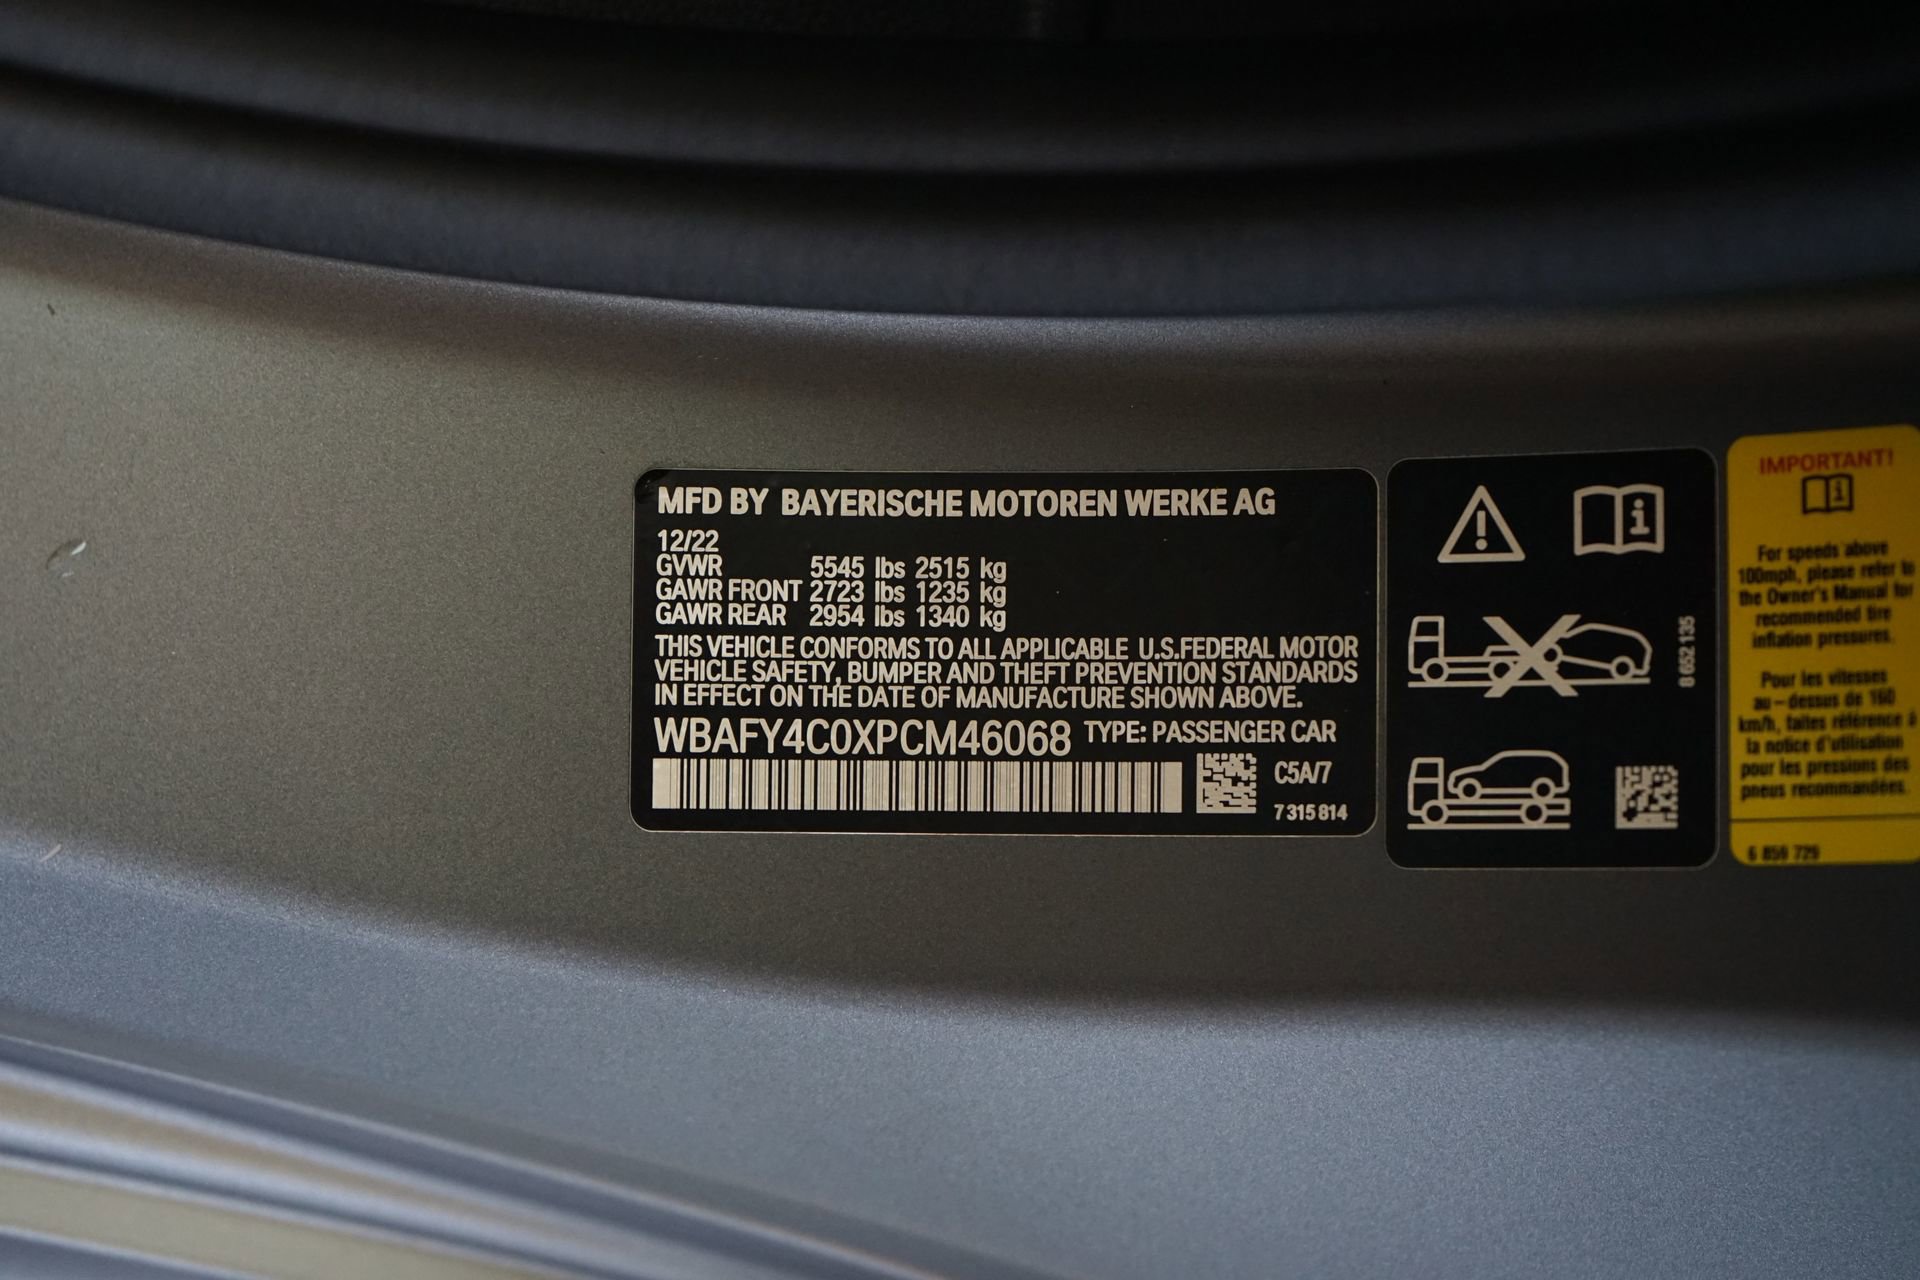 MFD BY BAYERISCHE MOTOREN WERKE AG
12/22
GVWR 5545 lbs 2515 kg
GAWR FRONT 2723 lbs 1235 kg
GAWR REAR 2954 lbs 1340 kg
THIS VEHICLE CONFORMS TO ALL APPLICABLE U.S.FEDERAL MOTOR
VEHICLE SAFETY, BUMPER AND THEFT PREVENTION STANDARDS
IN EFFECT ON THE DATE OF MANUFACTURE SHOWN ABOVE.
WBAFY4C0XPCM46068 TYPE: PASSENGER CAR
C5A/7
7 315 814
8 652 135
IMPORTANT!
For speeds above
100mph, please refer to
the Owner's Manual for
recommended tire
inflation pressures.
Pour les vitesses
au-dessus de 160
km/h, faites référence à
la notice d'utilisation
pour les pressions des
pneus recommandées.
6 859 729